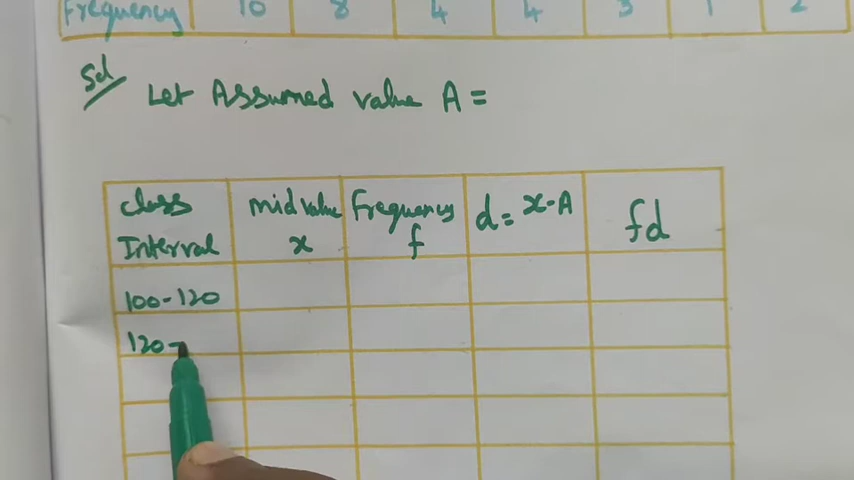 Frequency 10 8 4 4 3 1 2
Sol
Let Assumed value A =
class Interval mid value x Frequency f d = x - A fd
100-120
120-